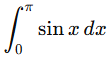 ∫₀^π sin x dx